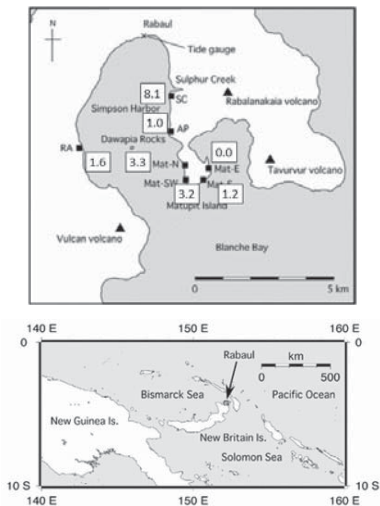 Rabaul
N
Tide gauge
Sulphur Creek
8.1
SC
Rabalanakaia volcano
Simpson Harbor
1.0
AP
Dawapia Rocks
0.0
RA
1.6
3.3
Mat-N
Mat-E
Tavurvur volcano
Mat-SW
Mat-S
3.2
1.2
Matupit Island
Vulcan volcano
Blanche Bay
0
5 km
140 E
150 E
160 E
0
0
Rabaul
km
0
500
Bismarck Sea
Pacific Ocean
New Guinea Is.
New Britain Is.
Solomon Sea
10 S
10 S
140 E
150 E
160 E